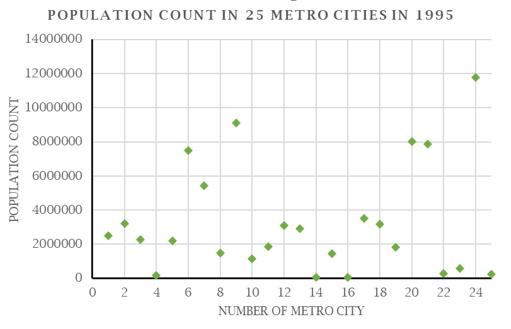 POPULATION COUNT IN 25 METRO CITIES IN 1995
14000000
12000000
10000000
8000000
6000000
4000000
2000000
0
POPULATION COUNT
0 2 4 6 8 10 12 14 16 18 20 22 24
NUMBER OF METRO CITY